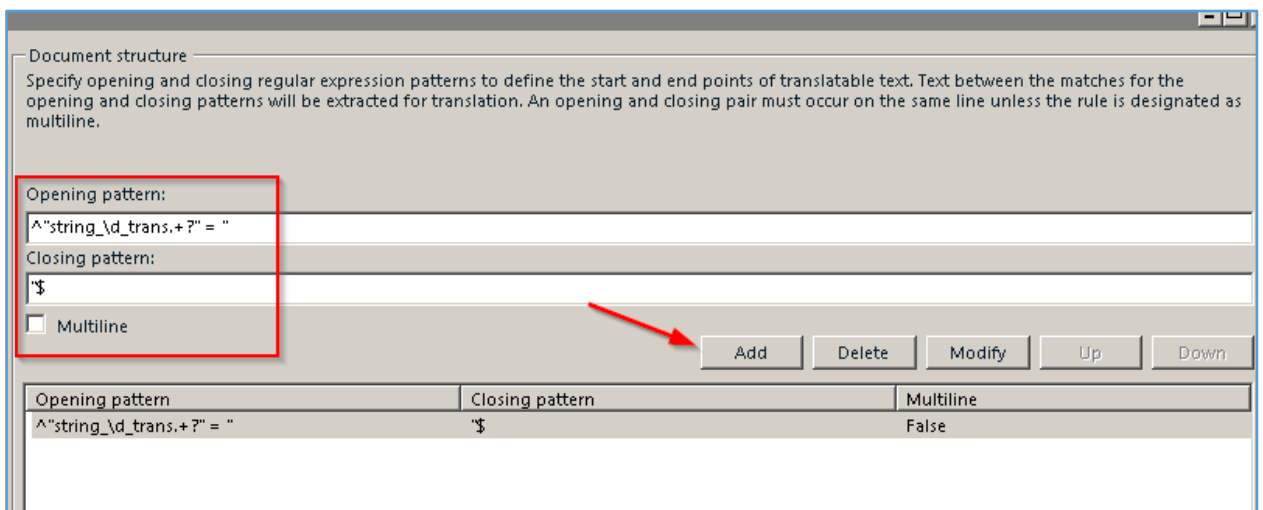 Document structure
Specify opening and closing regular expression patterns to define the start and end points of translatable text. Text between the matches for the
opening and closing patterns will be extracted for translation. An opening and closing pair must occur on the same line unless the rule is designated as
multiline.
Opening pattern:
^"string_\d_trans.+?" = "
Closing pattern:
"$
Multiline
Add Delete Modify Up Down
Opening pattern Closing pattern Multiline
^"string_\d_trans.+?" = " "$ False